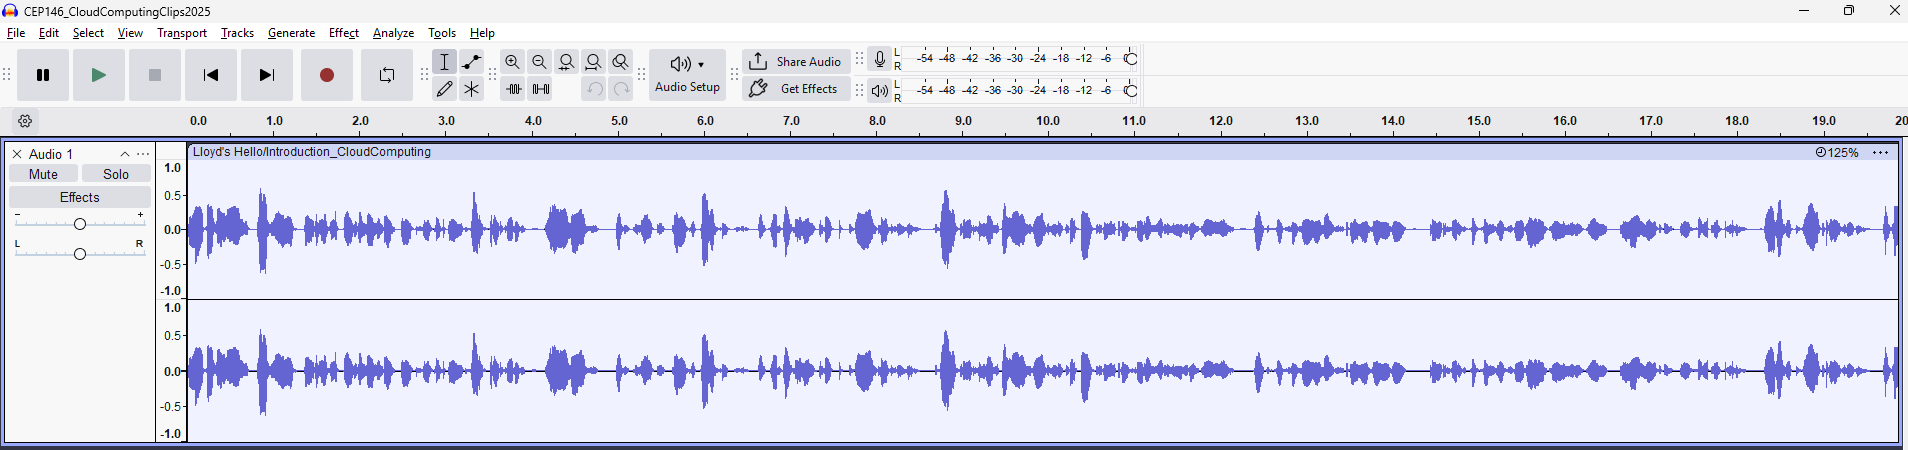 CEP146_CloudComputingClips2025
File Edit Select View Transport Tracks Generate Effect Analyze Tools Help
Audio Setup
Share Audio
Get Effects
L
R
-54 -48 -42 -36 -30 -24 -18 -12 -6 0
L
R
-54 -48 -42 -36 -30 -24 -18 -12 -6 0
0.0 1.0 2.0 3.0 4.0 5.0 6.0 7.0 8.0 9.0 10.0 11.0 12.0 13.0 14.0 15.0 16.0 17.0 18.0 19.0 20
Audio 1
Mute Solo
Effects
- +
L R
Lloyd's Hello/Introduction_CloudComputing 125%
1.0
0.5
0.0
-0.5
-1.0
1.0
0.5
0.0
-0.5
-1.0